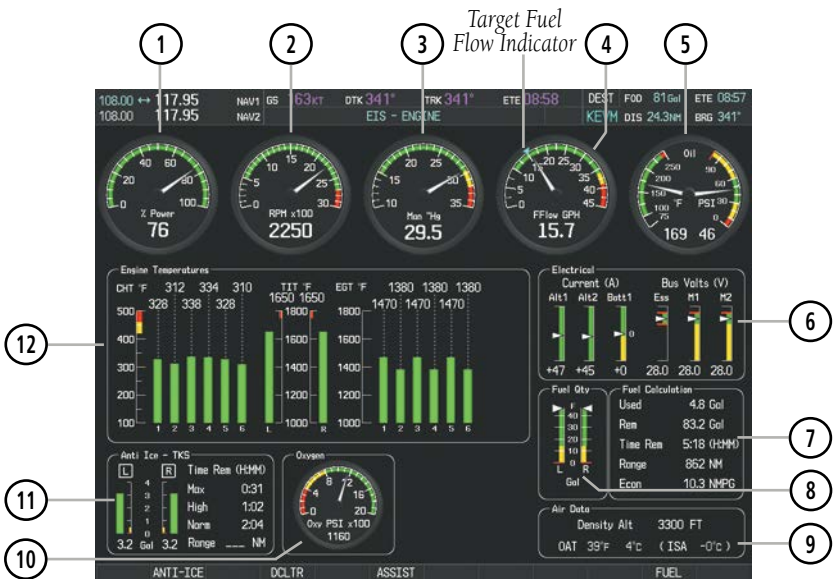 Target Fuel
Flow Indicator
1 2 3 4 5
108.00 ↔ 117.95 NAV1 GS 163KT DTK 341° TRK 341° ETE 08:58 DEST FOD 81Gal ETE 08:57
108.00 117.95 NAV2 EIS - ENGINE KEVM DIS 24.3NM BRG 341°
0 20 40 60 80 100
% Power
76
0 5 10 15 20 25 30
RPM x100
2250
0 15 20 25 30 35
Man "Hg
29.5
0 5 10 15 20 25 30 35 40 45
FFlow GPH
15.7
Oil
250 200 150 100 75
°F
90 60 30 0
PSI
169 46
Engine Temperatures
CHT °F 328 312 338 334 328 310
500 400 300 200 100
1 2 3 4 5 6
TIT °F
1650 1650
1800 1600 1400 1200 1000
L R
EGT °F 1470 1380 1470 1380 1470 1380
1800 1600 1400 1200 1000
1 2 3 4 5 6
12
Electrical
Current (A) Bus Volts (V)
Alt1 Alt2 Batt1 Ess M1 M2
0
+47 +45 +0 28.0 28.0 28.0
6
Fuel Qty
F
40
30
20
10
0
L R
Gal
8
Fuel Calculation
Used 4.8 Gal
Rem 83.2 Gal
Time Rem 5:18 (H:MM)
Range 862 NM
Econ 10.3 NMPG
7
Anti Ice - TKS
L R Time Rem (H:MM)
4 3 2 1 0
Max 0:31
High 1:02
Norm 2:04
3.2 Gal 3.2 Range ___ NM
11
Oxygen
0 4 8 12 16 20
Oxy PSI x100
1160
10
Air Data
Density Alt 3300 FT
OAT 39°F 4°C (ISA -0°C)
9
ANTI-ICE DCLTR ASSIST FUEL